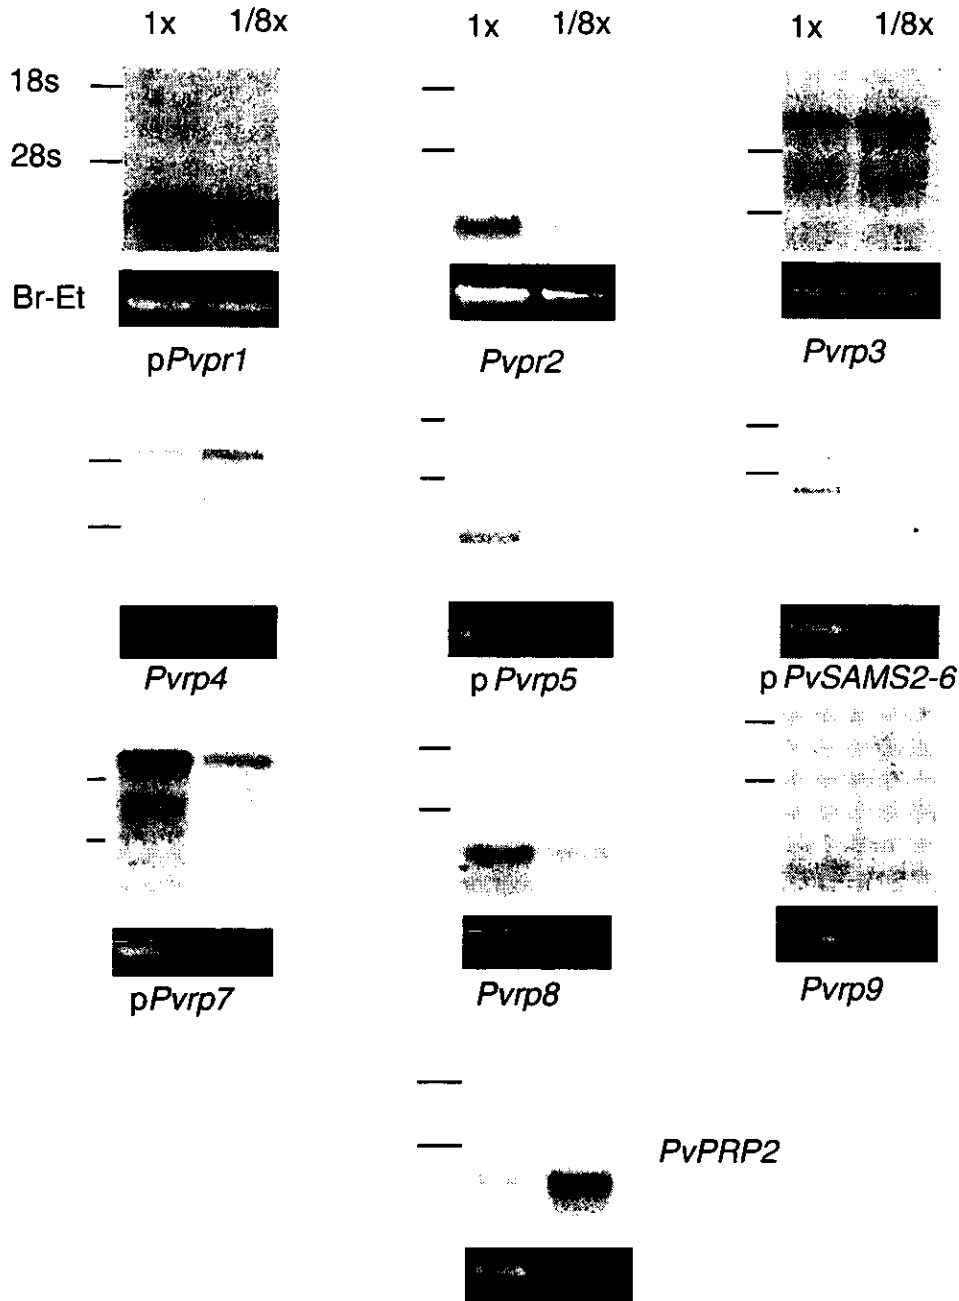 1x 1/8x 1x 1/8x 1x 1/8x
18s
28s
Br-Et
pPvpr1 Pvpr2 Pvrp3
Pvrp4 p Pvrp5 p PvSAMS2-6
pPvrp7 Pvrp8 Pvrp9
PvPRP2